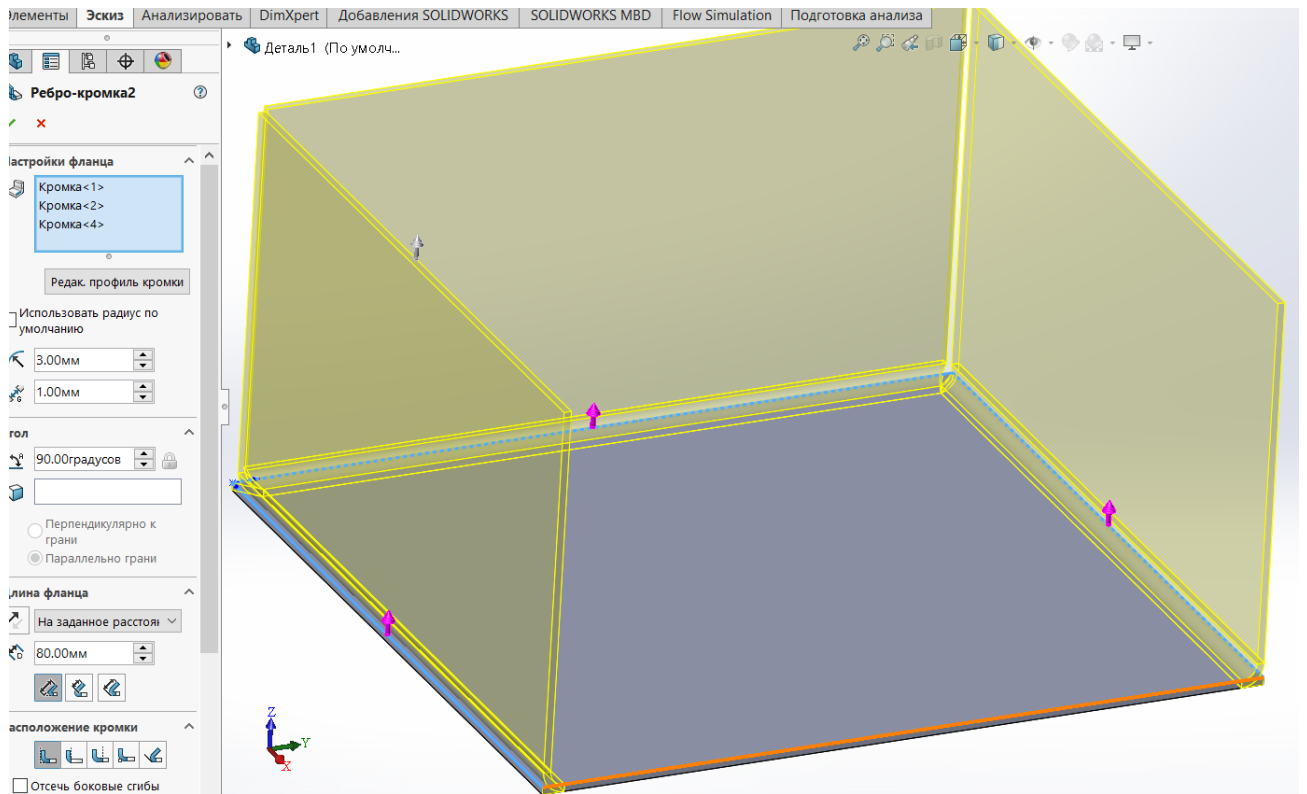 Элементы Эскиз Анализировать DimXpert Добавления SOLIDWORKS SOLIDWORKS MBD Flow Simulation Подготовка анализа
Деталь1 (По умолч...
Ребро-кромка2
астройки фланца
Кромка<1>
Кромка<2>
Кромка<4>
Редак. профиль кромки
Использовать радиус по
умолчанию
3.00мм
1.00мм
гол
90.00градусов
Перпендикулярно к
грани
Параллельно грани
лина фланца
На заданное расстоян
80.00мм
асположение кромки
Отсечь боковые сгибы
Z
Y
X